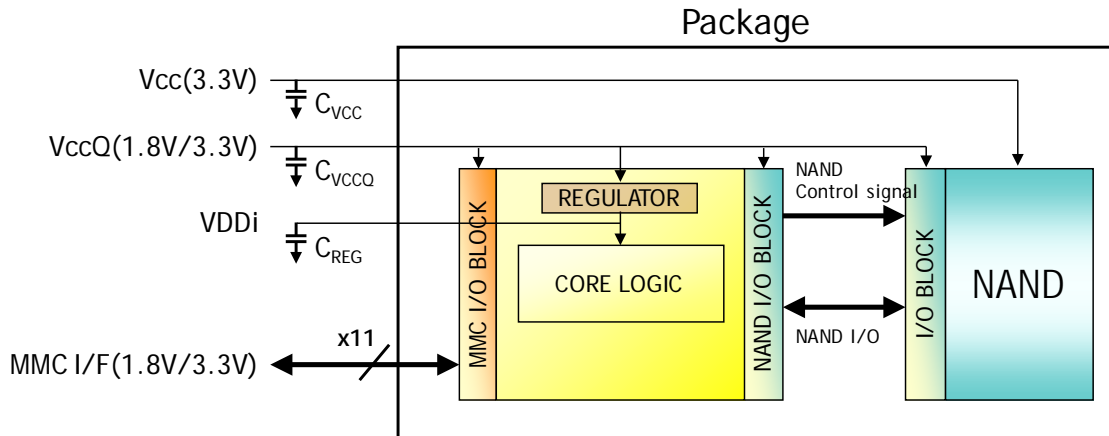 Package
Vcc(3.3V)
CVCC
VccQ(1.8V/3.3V)
CVCCQ
NAND
Control signal
REGULATOR
VDDi
CREG
MMC I/O BLOCK
CORE LOGIC
NAND I/O BLOCK
I/O BLOCK
NAND
NAND I/O
x11
MMC I/F(1.8V/3.3V)